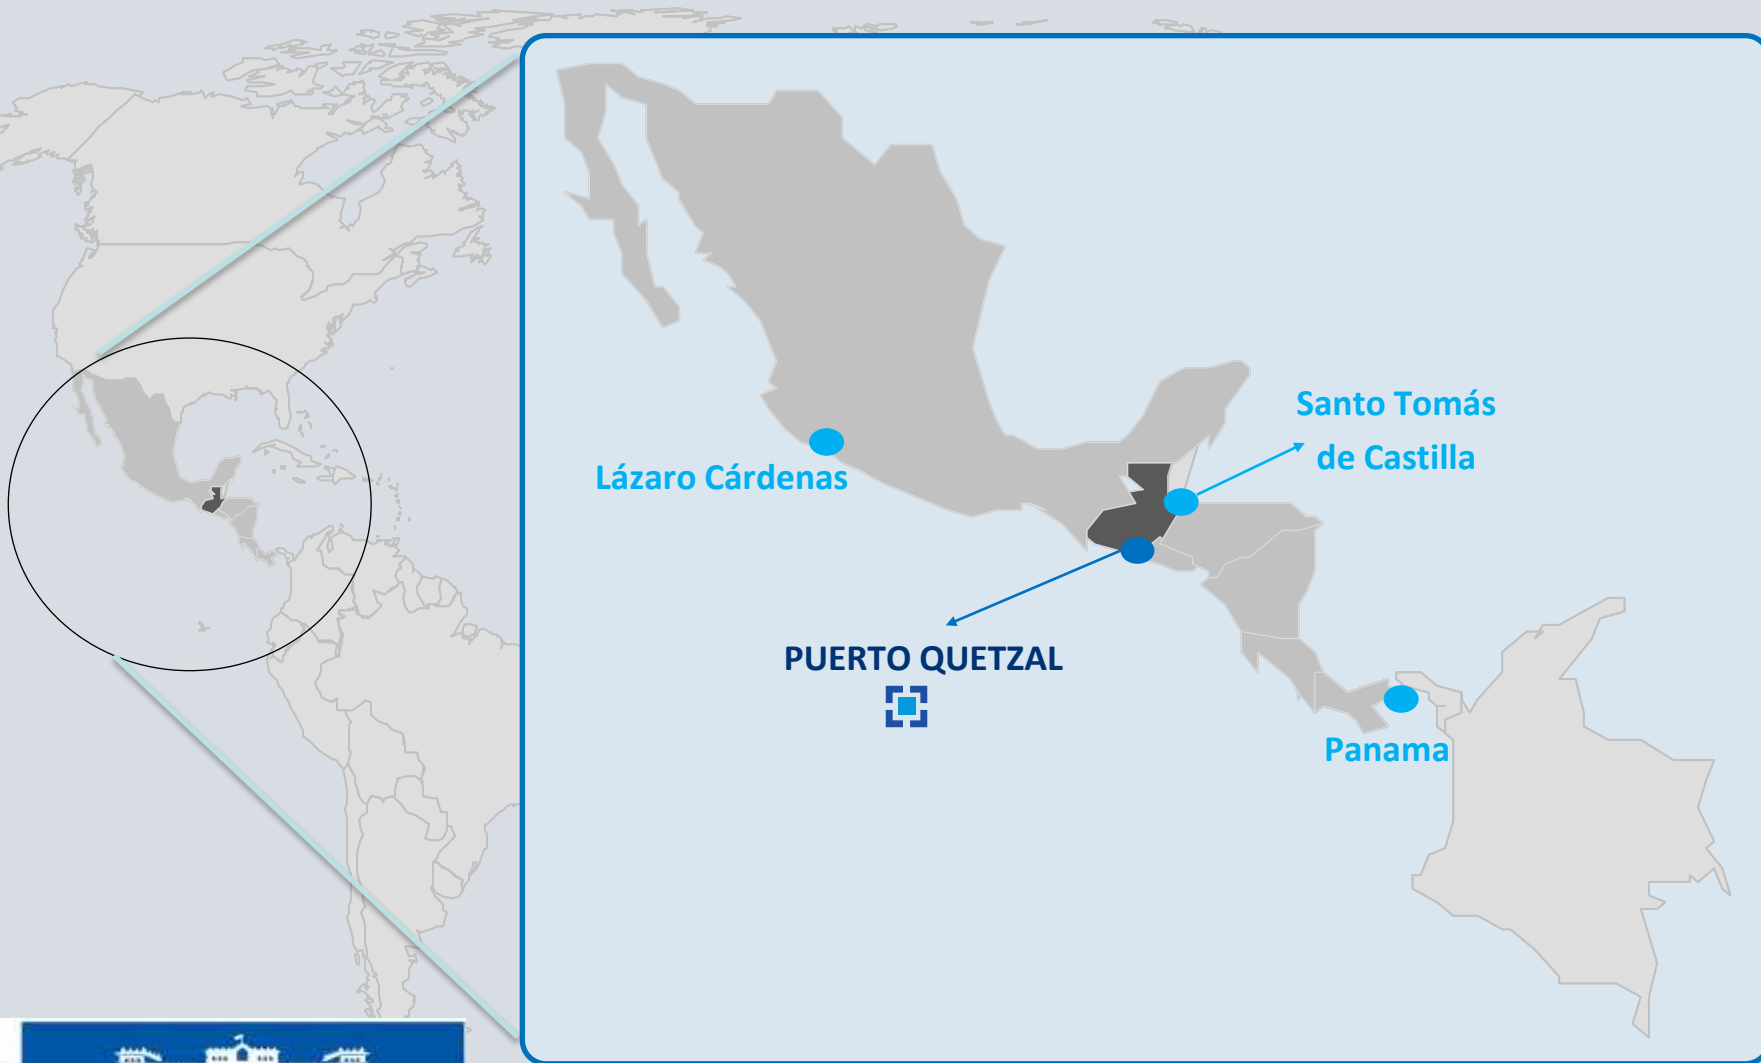 Santo Tomás
de Castilla
Lázaro Cárdenas
PUERTO QUETZAL
Panama